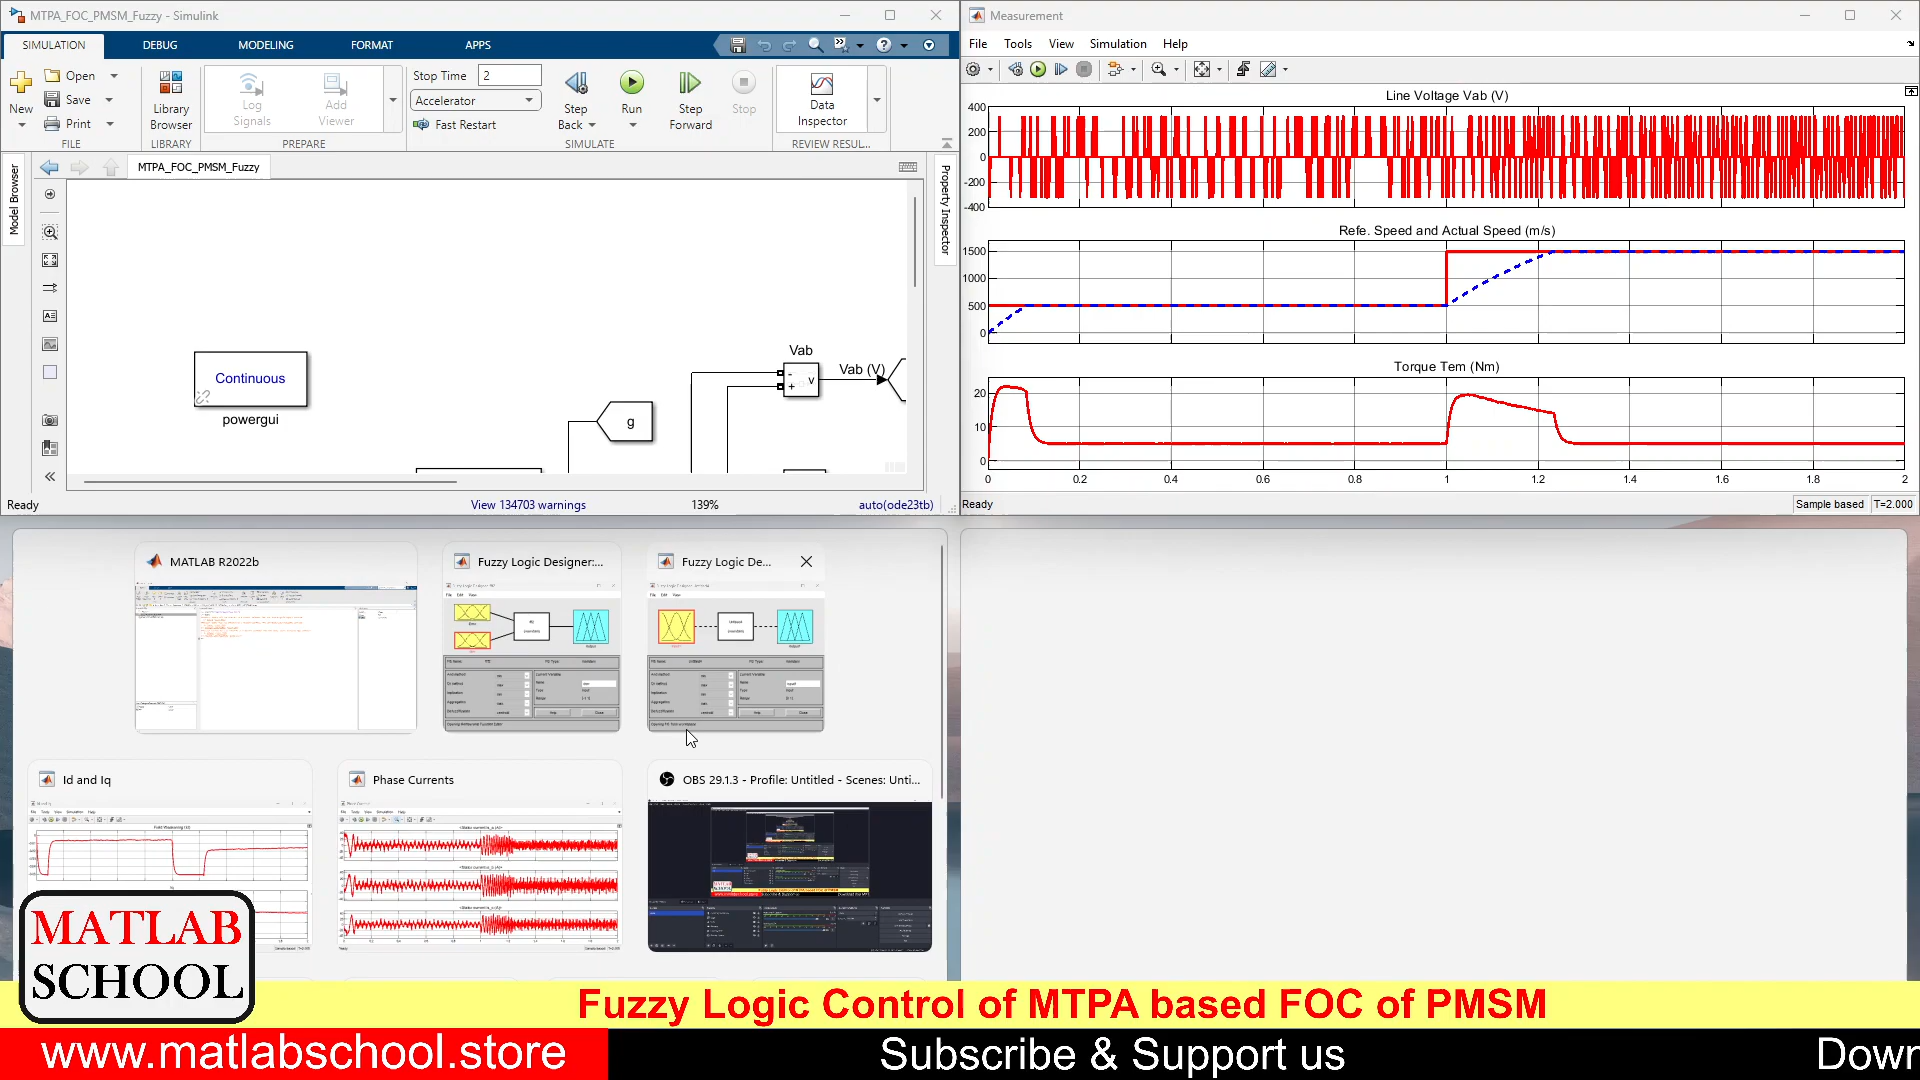 MTPA_FOC_PMSM_Fuzzy - Simulink
SIMULATION
DEBUG
MODELING
FORMAT
APPS
New
Open
Save
Print
FILE
Library
Browser
LIBRARY
Log
Signals
Add
Viewer
PREPARE
Stop Time 2
Accelerator
Fast Restart
Step
Back
Run
Step
Forward
Stop
SIMULATE
Data
Inspector
REVIEW RESUL...
Model Browser
MTPA_FOC_PMSM_Fuzzy
Property Inspector
Continuous
powergui
g
Vab
-
+
v
Vab (V)
Ready
View 134703 warnings
139%
auto(ode23tb)
Measurement
File Tools View Simulation Help
Line Voltage Vab (V)
400
200
0
-200
-400
Refe. Speed and Actual Speed (m/s)
1500
1000
500
0
Torque Tem (Nm)
20
10
0
0 0.2 0.4 0.6 0.8 1 1.2 1.4 1.6 1.8 2
Ready
Sample based T=2.000
MATLAB R2022b
Fuzzy Logic Designer:...
Fuzzy Logic De...
Id and Iq
Phase Currents
OBS 29.1.3 - Profile: Untitled - Scenes: Unti...
MATLAB
SCHOOL
Fuzzy Logic Control of MTPA based FOC of PMSM
www.matlabschool.store
Subscribe & Support us
Down